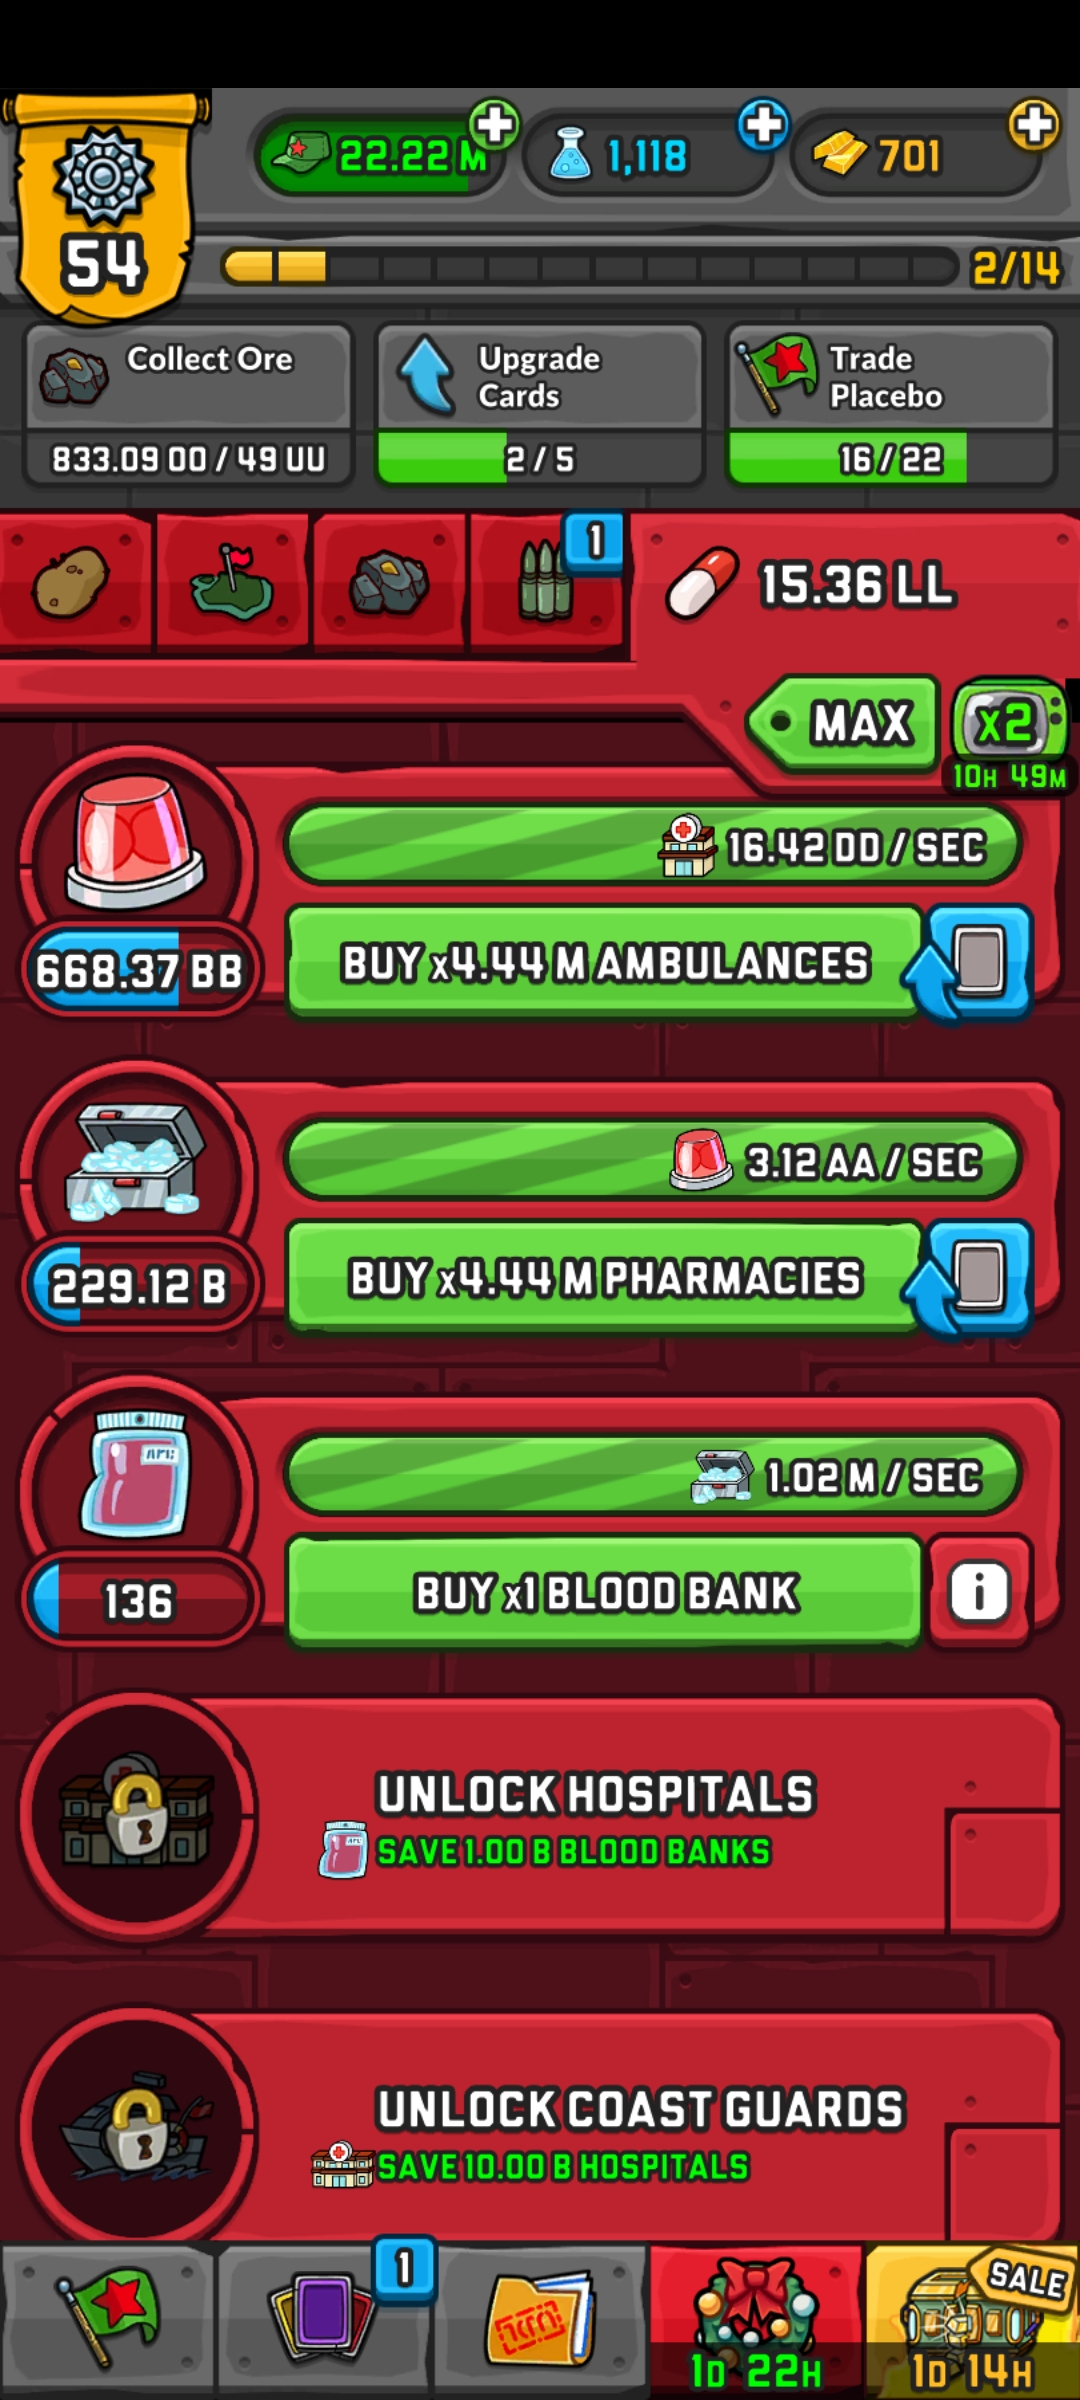 22.22 M
1,118
701
54
2/14
Collect Ore
833.09 OO / 49 UU
Upgrade
Cards
2 / 5
Trade
Placebo
16 / 22
1
15.36 LL
MAX
x2
10H 49M
16.42 DD / SEC
668.37 BB
BUY x4.44 M AMBULANCES
3.12 AA / SEC
229.12 B
BUY x4.44 M PHARMACIES
1.02 M / SEC
136
BUY x1 BLOOD BANK
i
UNLOCK HOSPITALS
SAVE 1.00 B BLOOD BANKS
UNLOCK COAST GUARDS
SAVE 10.00 B HOSPITALS
1
SALE
1D 22H
1D 14H